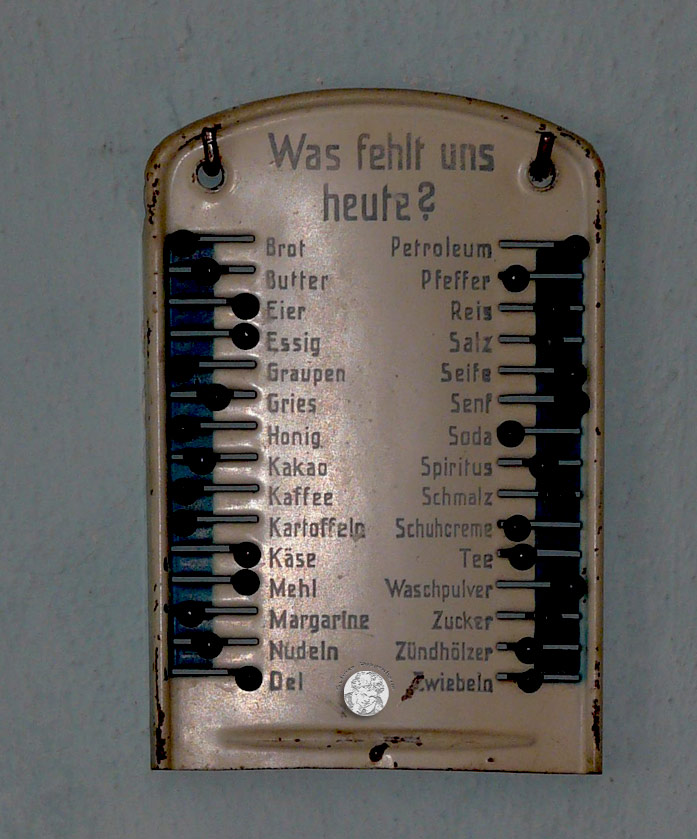 Was fehlt uns
heute?
Brot Petroleum
Butter Pfeffer
Eier Reis
Essig Salz
Graupen Seife
Gries Senf
Honig Soda
Kakao Spiritus
Kaffee Schmalz
Kartoffeln Schuhcreme
Käse Tee
Mehl Waschpulver
Margarine Zucker
Nudeln Zündhölzer
Oel Zwiebeln